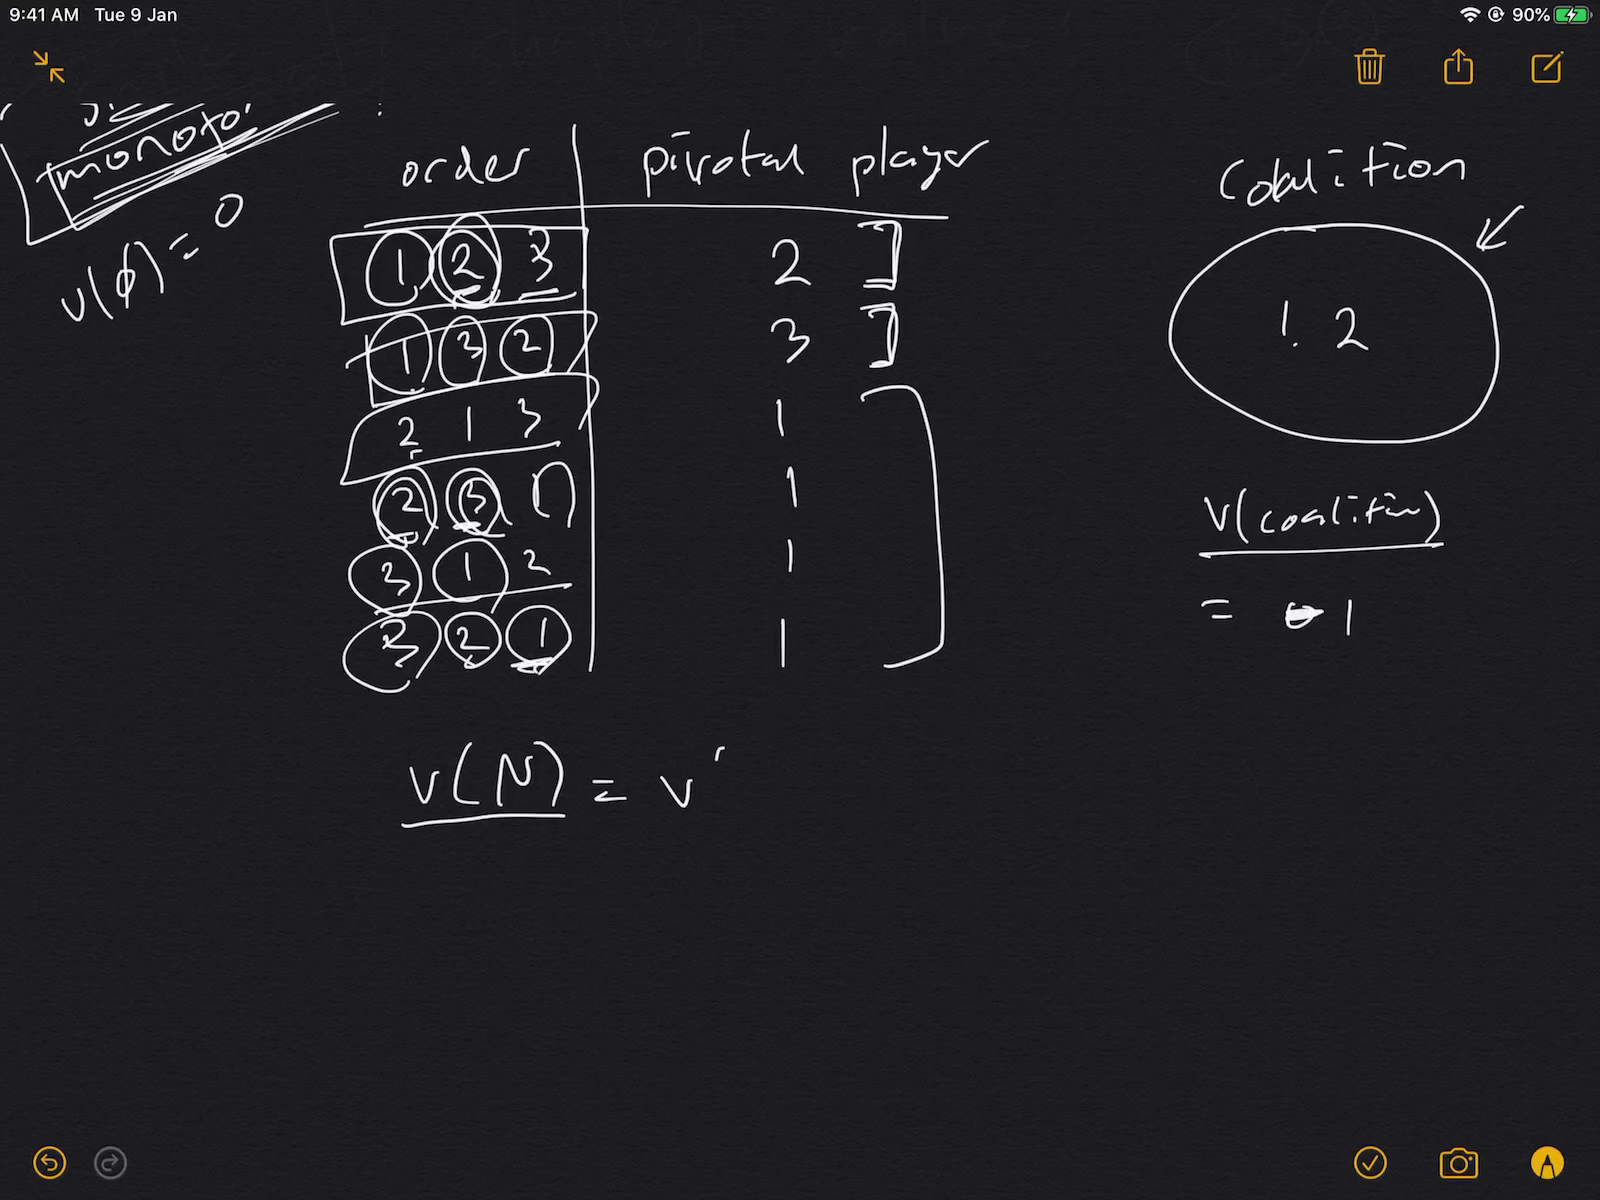 9:41 AM Tue 9 Jan
90%
monoto
v(ϕ) = 0
order pivotal player
1 2 3 2
1 3 2 3
2 1 3 1
2 3 1 1
3 1 2 1
3 2 1 1
v(N) = v'
Coalition
1. 2
v(coalition)
= 1